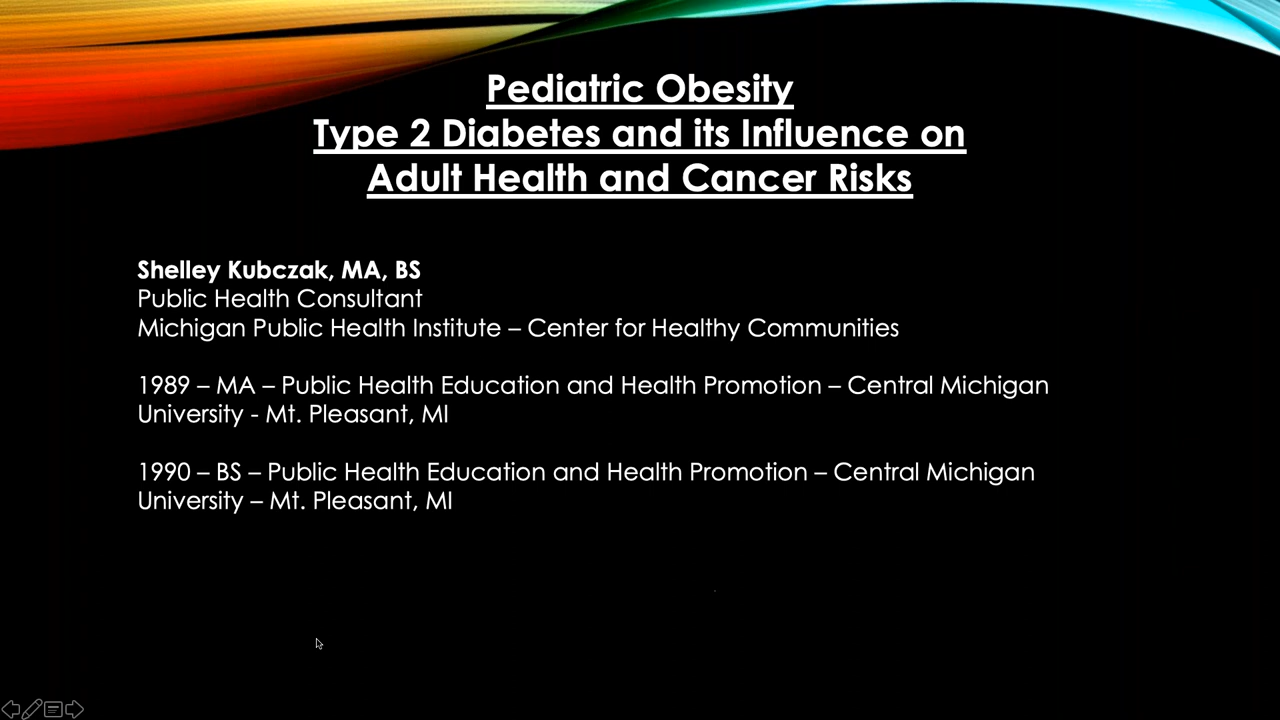 Pediatric Obesity
Type 2 Diabetes and its Influence on
Adult Health and Cancer Risks
Shelley Kubczak, MA, BS
Public Health Consultant
Michigan Public Health Institute – Center for Healthy Communities
1989 – MA – Public Health Education and Health Promotion – Central Michigan
University - Mt. Pleasant, MI
1990 – BS – Public Health Education and Health Promotion – Central Michigan
University – Mt. Pleasant, MI